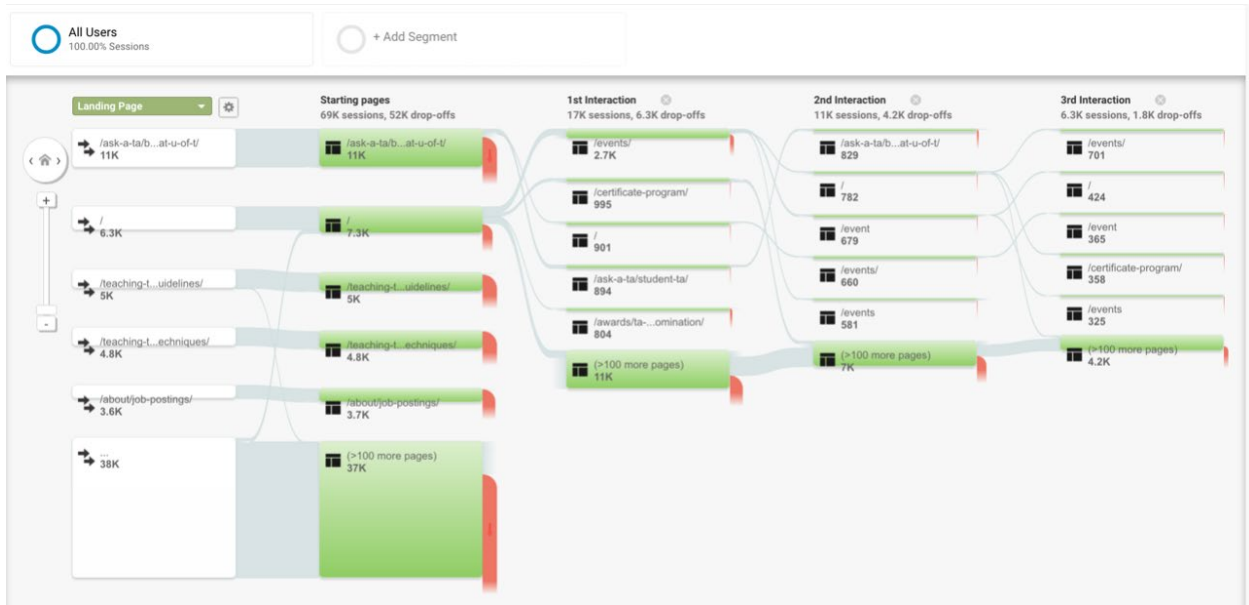 All Users
100.00% Sessions
+ Add Segment
Landing Page
Starting pages
69K sessions, 52K drop-offs
1st Interaction
17K sessions, 6.3K drop-offs
2nd Interaction
11K sessions, 4.2K drop-offs
3rd Interaction
6.3K sessions, 1.8K drop-offs
/ask-a-ta/b...at-u-of-t/
11K
/
6.3K
/teaching-t...uidelines/
5K
/teaching-t...echniques/
4.8K
/about/job-postings/
3.6K
...
38K
/ask-a-ta/b...at-u-of-t/
11K
/
7.3K
/teaching-t...uidelines/
5K
/teaching-t...echniques/
4.8K
/about/job-postings/
3.7K
(>100 more pages)
37K
/events/
2.7K
/certificate-program/
995
/
901
/ask-a-ta/student-ta/
894
/awards/ta-...omination/
804
(>100 more pages)
11K
/ask-a-ta/b...at-u-of-t/
829
/
782
/event
679
/events/
660
/events
581
(>100 more pages)
7K
/events/
701
/
424
/event
365
/certificate-program/
358
/events
325
(>100 more pages)
4.2K
+
-